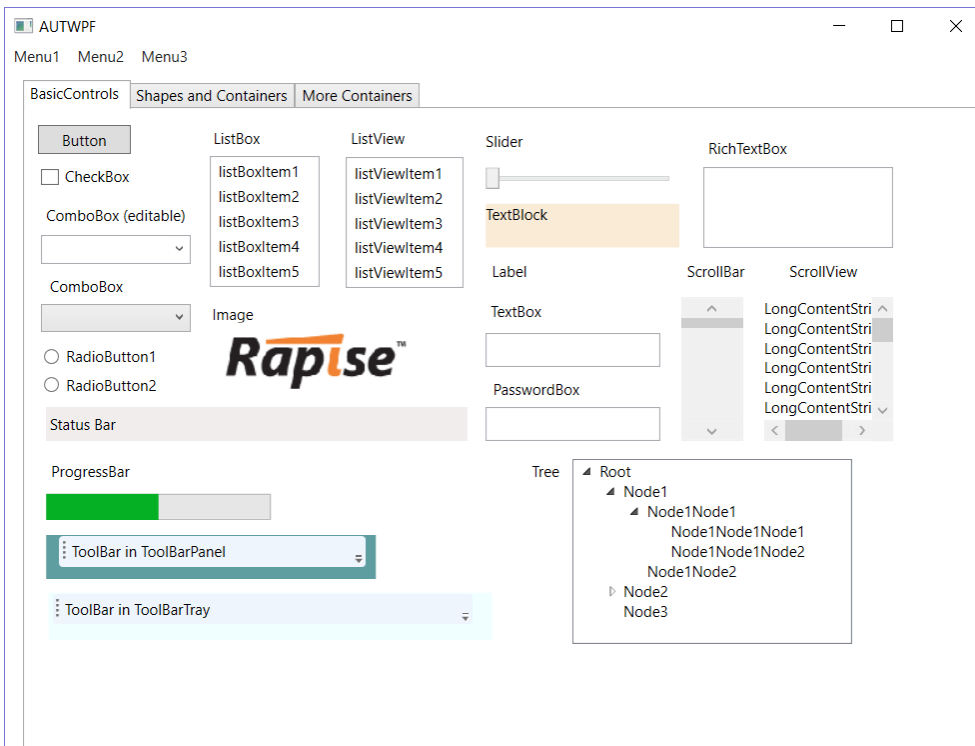 AUTWPF
Menu1 Menu2 Menu3
BasicControls Shapes and Containers More Containers
Button
CheckBox
ComboBox (editable)
ComboBox
RadioButton1
RadioButton2
ListBox
listBoxItem1
listBoxItem2
listBoxItem3
listBoxItem4
listBoxItem5
ListView
listViewItem1
listViewItem2
listViewItem3
listViewItem4
listViewItem5
Image
Rapise™
Status Bar
Slider
TextBlock
Label
TextBox
PasswordBox
RichTextBox
ScrollBar
ScrollView
LongContentStri
LongContentStri
LongContentStri
LongContentStri
LongContentStri
LongContentStri
ProgressBar
ToolBar in ToolBarPanel
ToolBar in ToolBarTray
Tree
Root
Node1
Node1Node1
Node1Node1Node1
Node1Node1Node2
Node1Node2
Node2
Node3